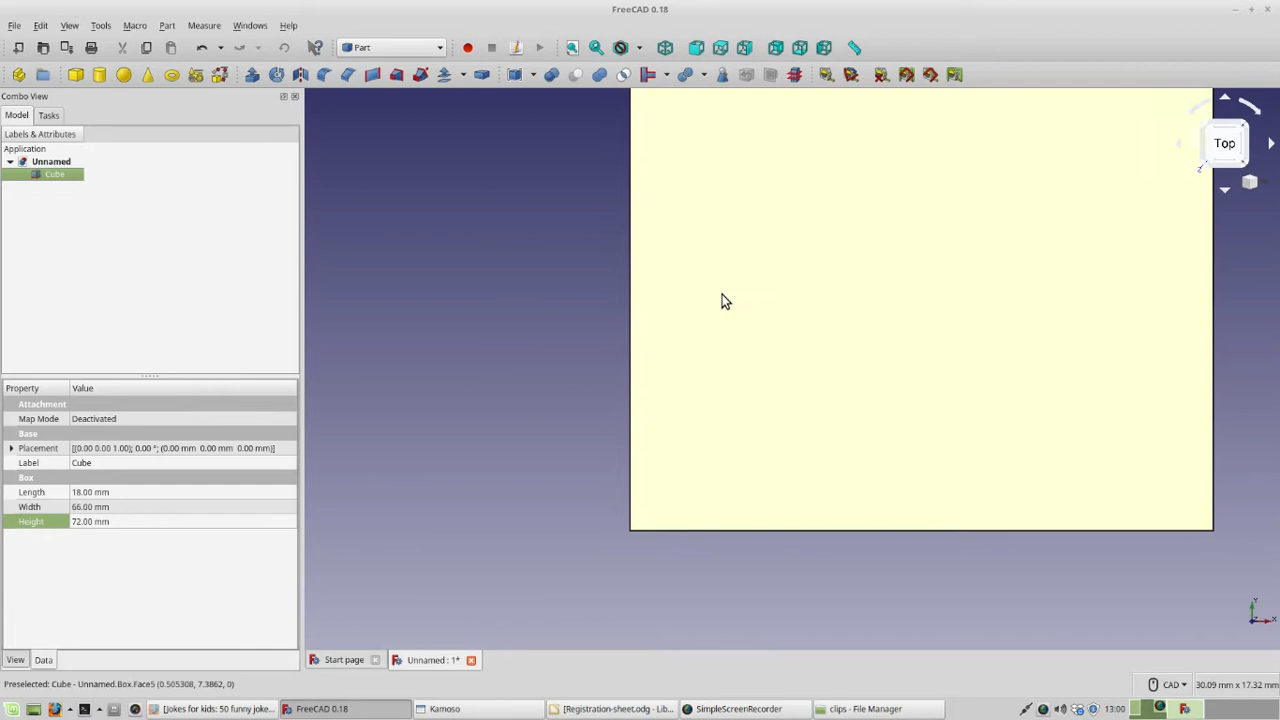 FreeCAD 0.18
File Edit View Tools Macro Part Measure Windows Help
Part
Combo View
Model Tasks
Labels & Attributes
Application
Unnamed
Cube
Top
Z
Property Value
Attachment
Map Mode Deactivated
Base
Placement [(0.00 0.00 1.00); 0.00 °; (0.00 mm 0.00 mm 0.00 mm)]
Label Cube
Box
Length 18.00 mm
Width 66.00 mm
Height 72.00 mm
Y
Z X
View Data
Start page Unnamed : 1*
Preselected: Cube - Unnamed.Box.Face5 (0.505308, 7.3862, 0)
CAD 30.09 mm x 17.32 mm
[Jokes for kids: 50 funny joke... FreeCAD 0.18 Kamoso [Registration-sheet.odg - Lib... SimpleScreenRecorder clips - File Manager 13:00